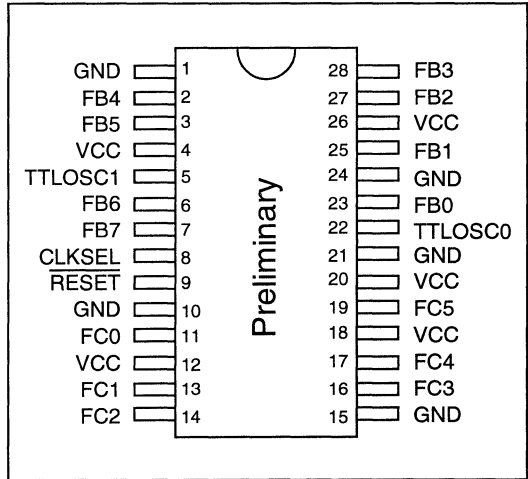 GND 1 28 FB3
FB4 2 27 FB2
FB5 3 26 VCC
VCC 4 25 FB1
TTLOSC1 5 24 GND
FB6 6 23 FB0
FB7 7 22 TTLOSC0
CLKSEL 8 21 GND
RESET 9 20 VCC
GND 10 19 FC5
FC0 11 18 VCC
VCC 12 17 FC4
FC1 13 16 FC3
FC2 14 15 GND
Preliminary